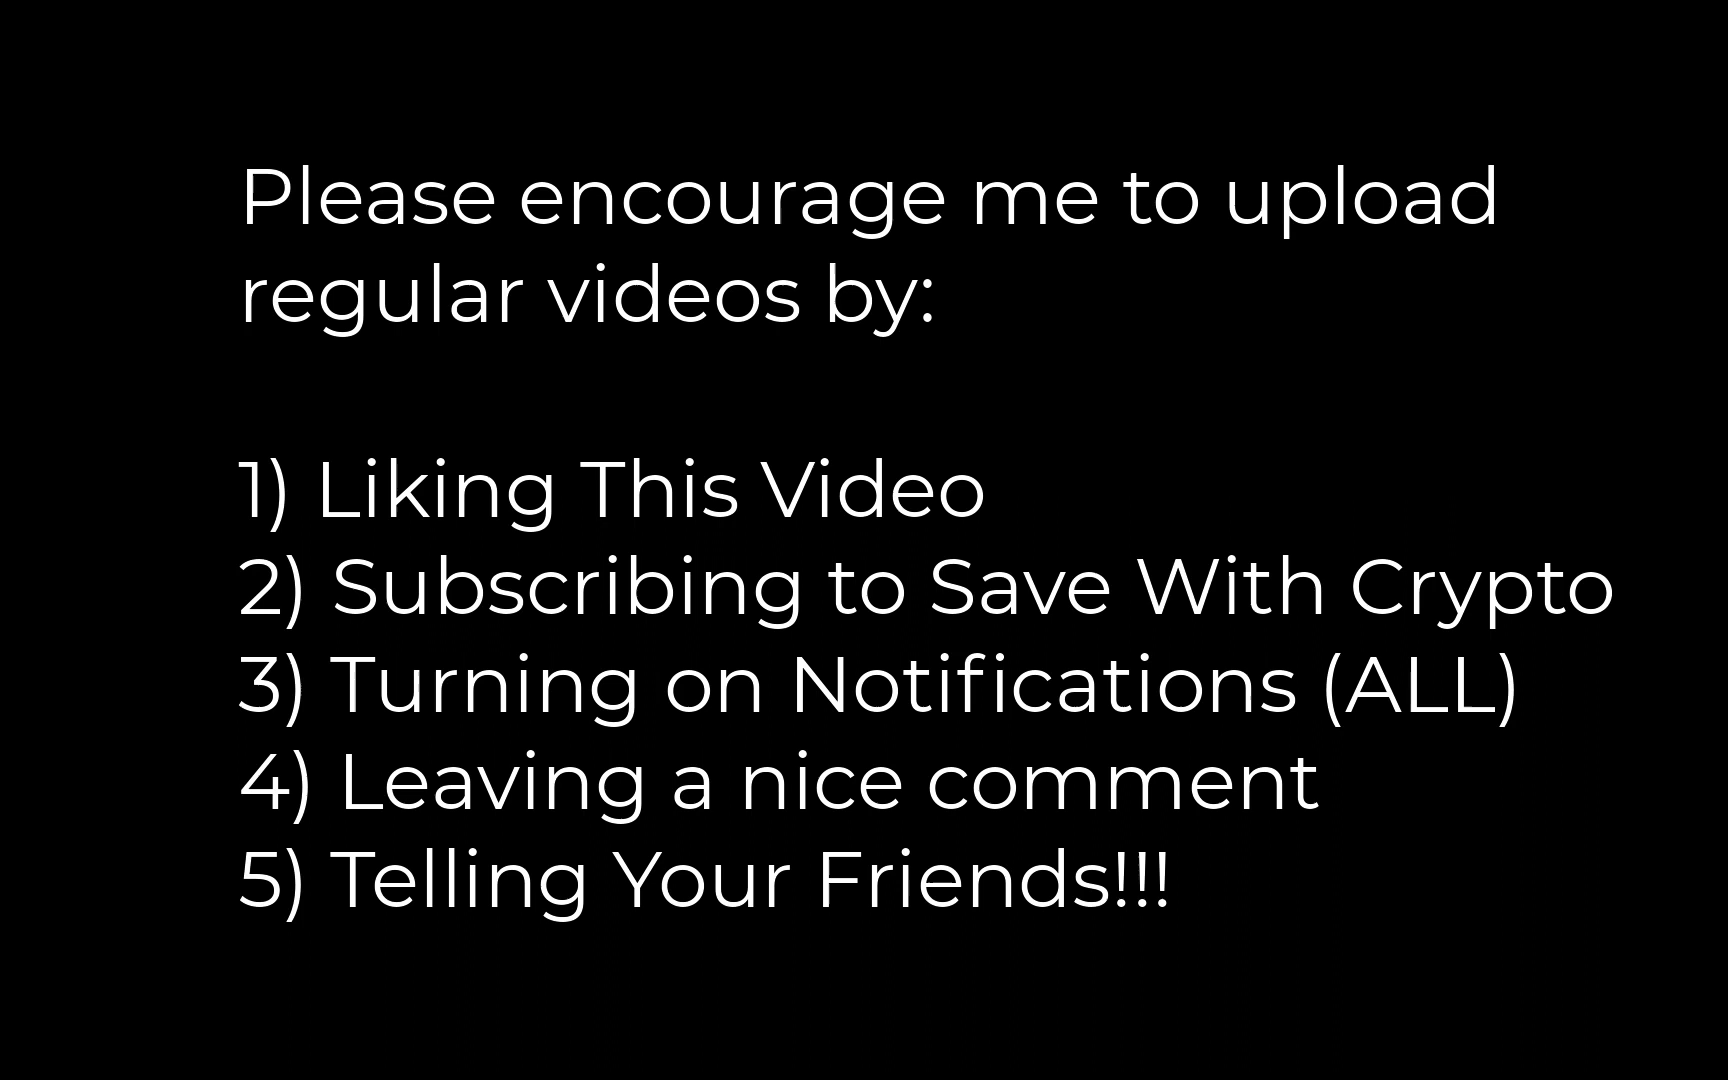 Please encourage me to upload
regular videos by:
1) Liking This Video
2) Subscribing to Save With Crypto
3) Turning on Notifications (ALL)
4) Leaving a nice comment
5) Telling Your Friends!!!